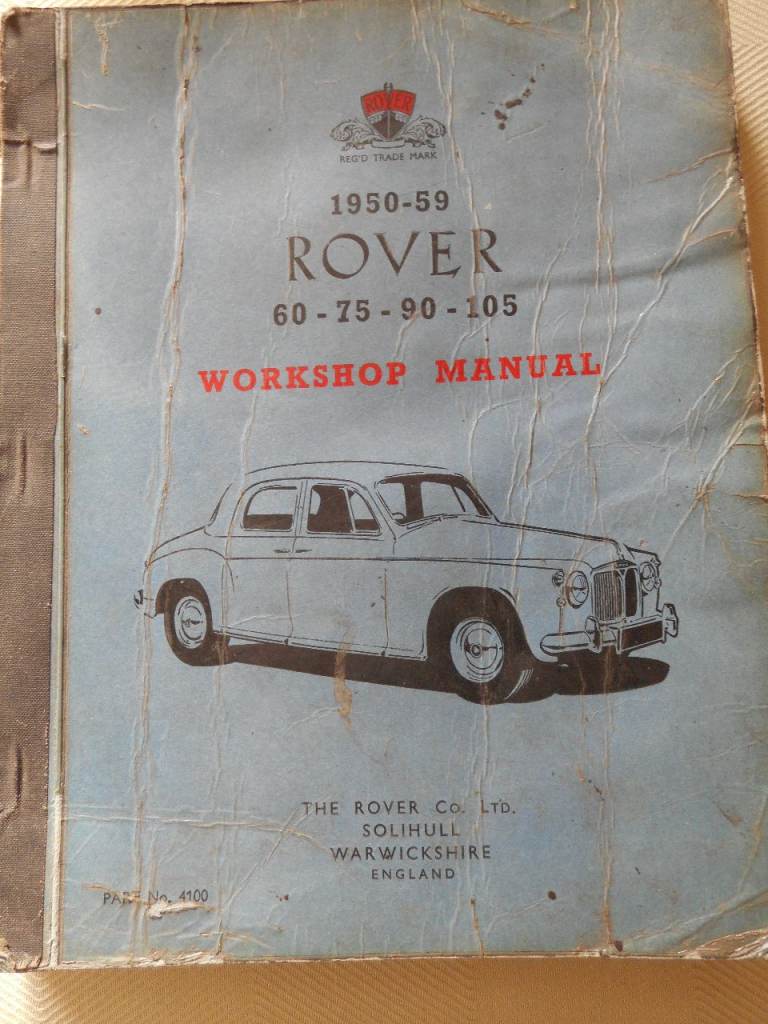 ROVER
REG'D TRADE MARK
1950-59
ROVER
60 - 75 - 90 - 105
WORKSHOP MANUAL
THE ROVER Co. LTD.
SOLIHULL
WARWICKSHIRE
ENGLAND
PART No. 4100